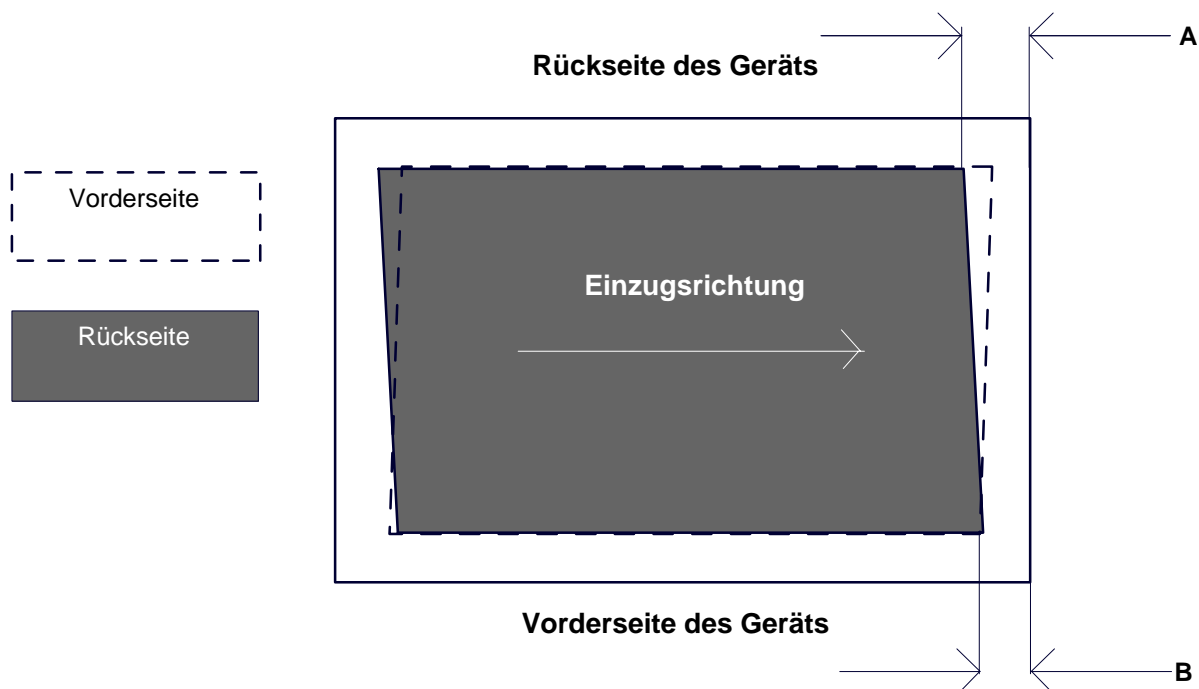 A
Rückseite des Geräts
Vorderseite
Einzugsrichtung
Rückseite
Vorderseite des Geräts
B